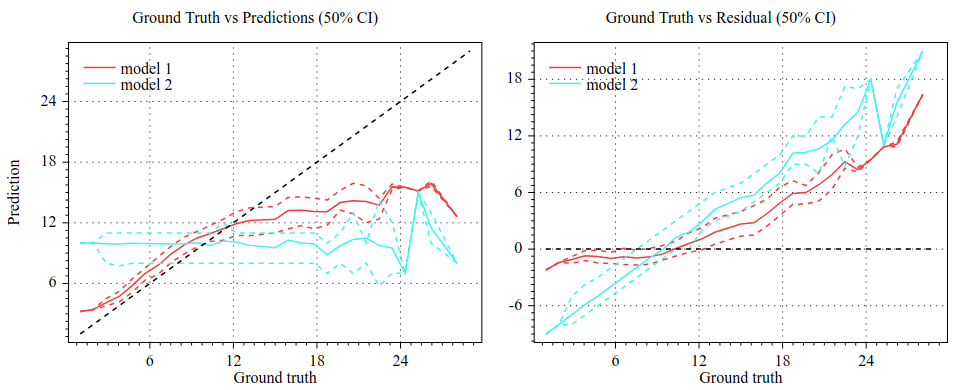 Ground Truth vs Predictions (50% CI)
model 1
model 2
24
18
12
6
Prediction
6 12 18 24
Ground truth
Ground Truth vs Residual (50% CI)
model 1
model 2
18
12
6
0
-6
6 12 18 24
Ground truth